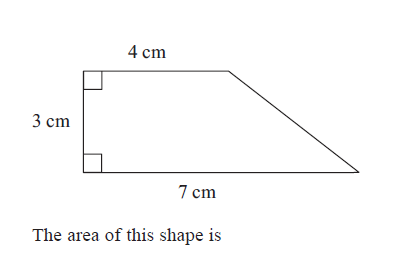 4 cm
3 cm
7 cm
The area of this shape is